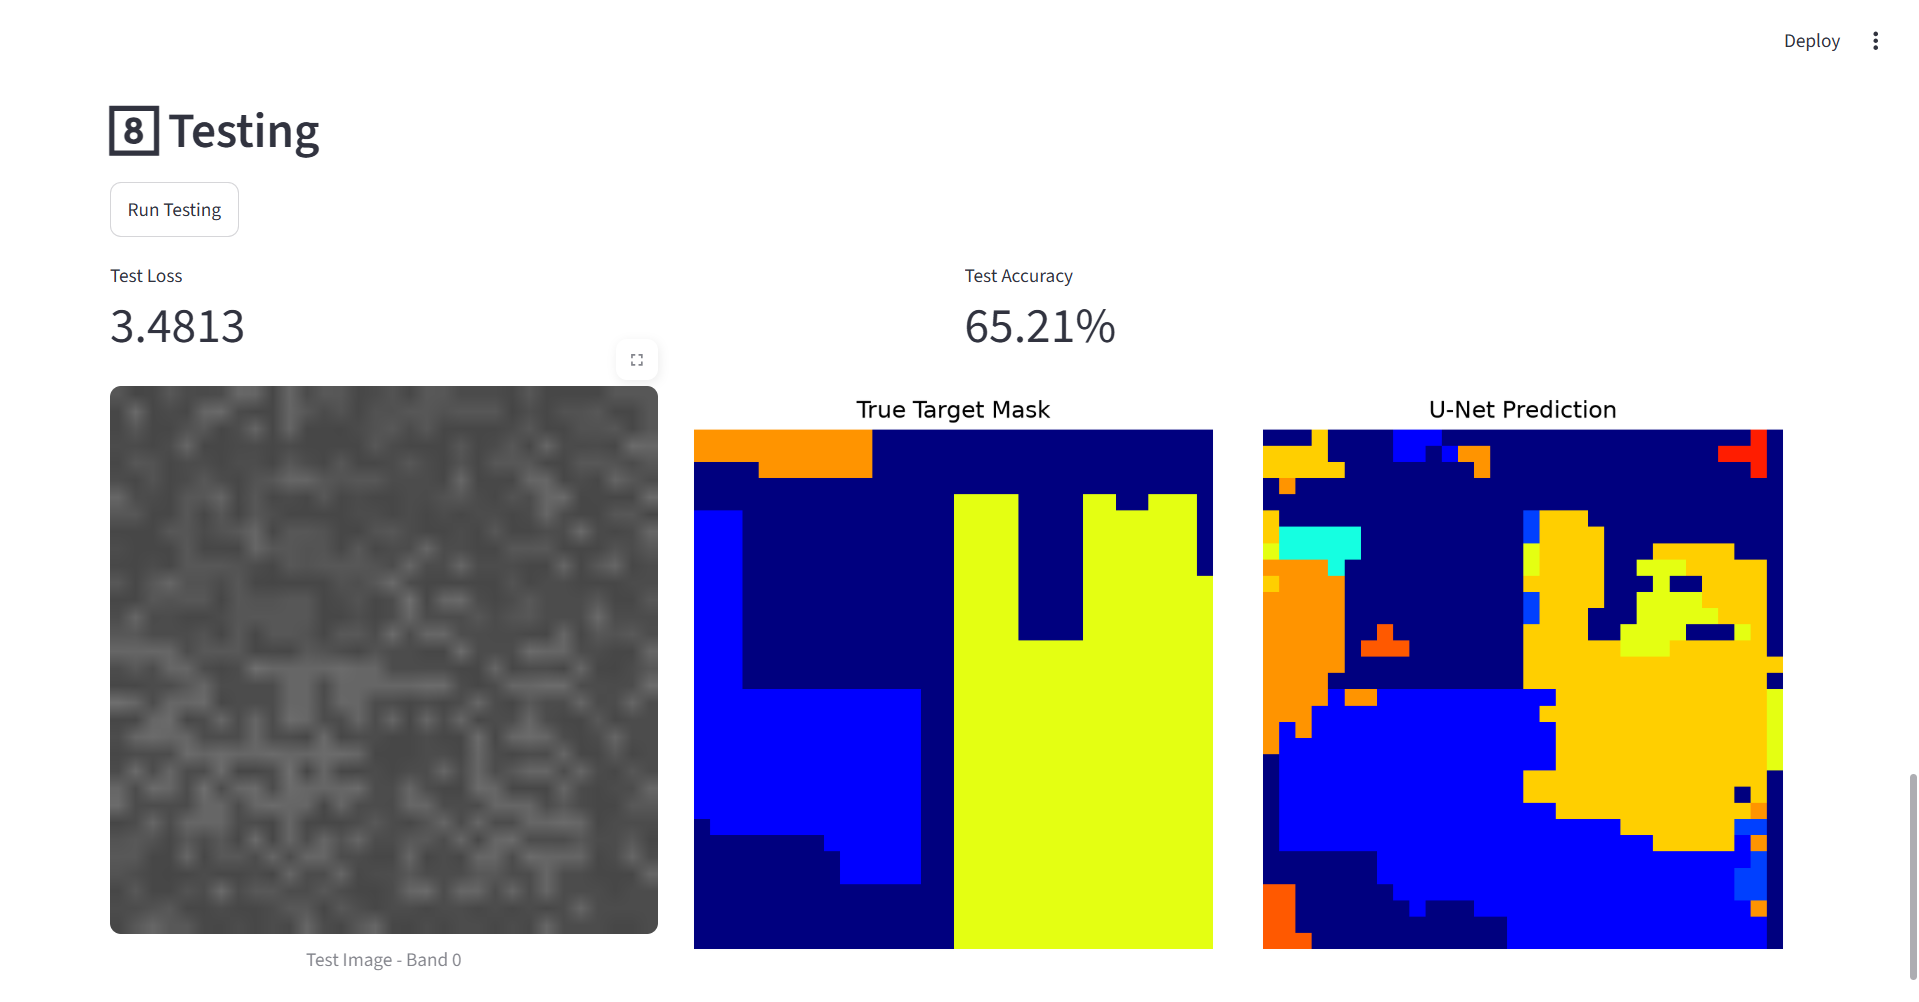 Deploy
8 Testing
Run Testing
Test Loss
3.4813
Test Accuracy
65.21%
True Target Mask
U-Net Prediction
Test Image - Band 0